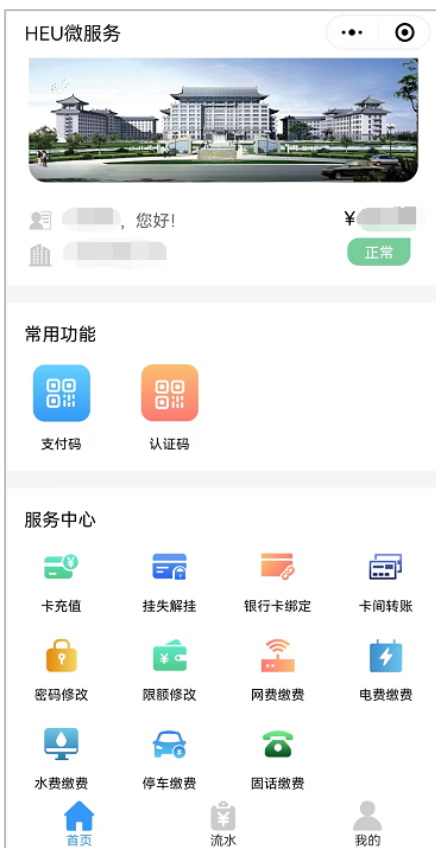 HEU微服务
，您好！
¥
正常
常用功能
支付码 认证码
服务中心
卡充值 挂失解挂 银行卡绑定 卡间转账
密码修改 限额修改 网费缴费 电费缴费
水费缴费 停车缴费 固话缴费
首页 流水 我的